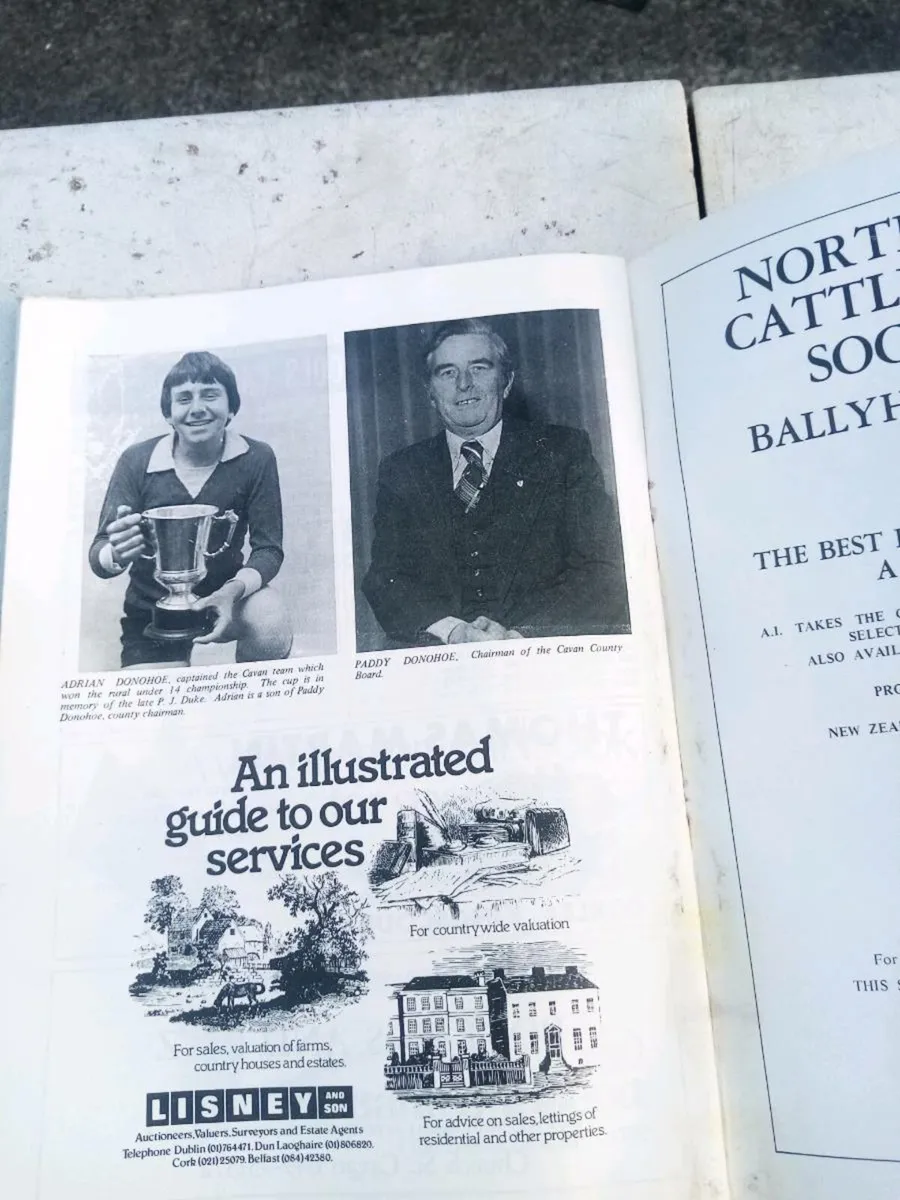 ADRIAN DONOHOE, captained the Cavan team which
won the rural under 14 championship. The cup is in
memory of the late P. J. Duke. Adrian is a son of Paddy
Donohoe, county chairman.
PADDY DONOHOE, Chairman of the Cavan County
Board.
An illustrated
guide to our
services
For countrywide valuation
For sales, valuation of farms,
country houses and estates.
For advice on sales, lettings of
residential and other properties.
LISNEY AND SON
Auctioneers, Valuers, Surveyors and Estate Agents
Telephone Dublin (01)764471. Dun Laoghaire (01)806820.
Cork (021)25079. Belfast (084)42380.
NORT
CATTL
SOC
BALLYH
THE BEST
A
A.I. TAKES THE
SELECT
ALSO AVAIL
PRO
NEW ZEA
For
THIS